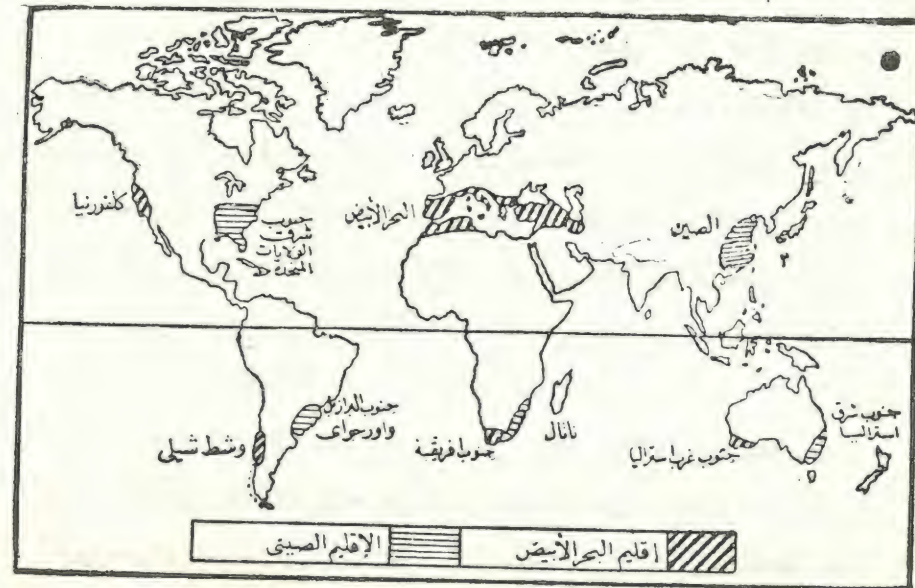 كلفورنيا
جنوب
شرق
الولايات
المتحدة
البحر الأبيض
الصين
٣
وسط شيلى
جنوب البرازيل
واورجواى
جنوب افريقية
ناتال
جنوب غرب استراليا
جنوب شرق
استراليا
اقليم البحر الأبيض
الإقليم الصينى